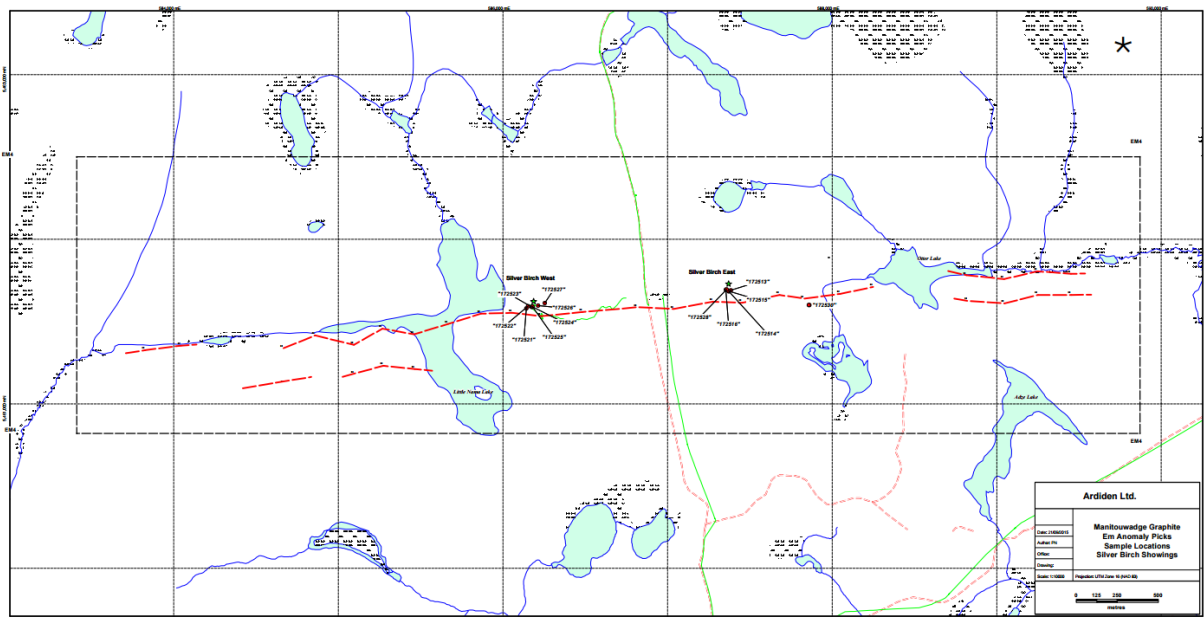 EM4
EM4
Otter Lake
Silver Birch West
Silver Birch East
"172527"
"172513"
"172523"
"172526"
"172515"
"172530"
"172522"
"172524"
"172528"
"172521"
"172525"
"172516"
"172514"
Little Nama Lake
Adje Lake
EM4
EM4
Ardiden Ltd.
Manitouwadge Graphite
Em Anomaly Picks
Sample Locations
Silver Birch Showings
Author: PN
Office:
Drawing:
Scale: 1:10000
Projection: UTM Zone 16 (NAD 83)
0 125 250 500
metres